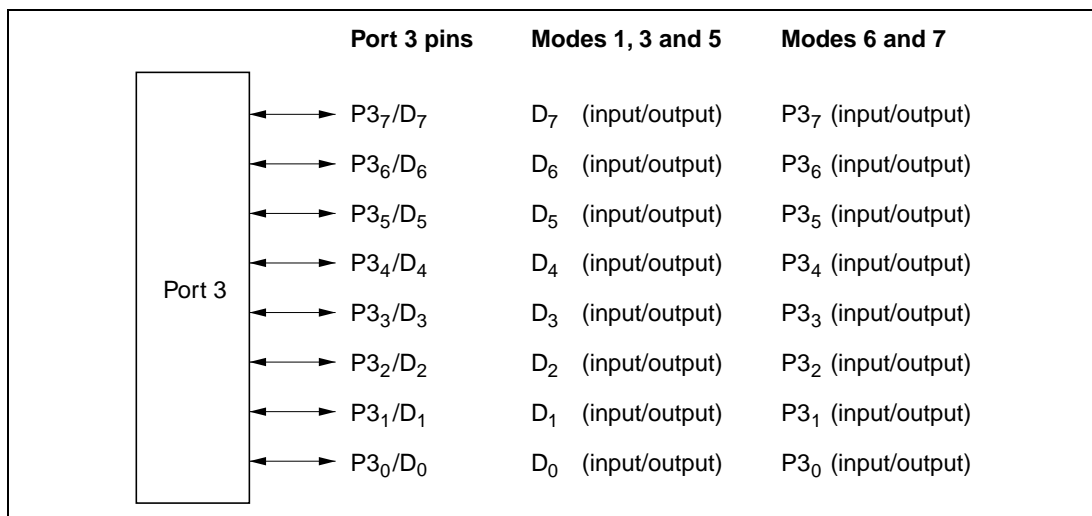 Port 3 pins Modes 1, 3 and 5 Modes 6 and 7
P3₇/D₇ D₇ (input/output) P3₇ (input/output)
P3₆/D₆ D₆ (input/output) P3₆ (input/output)
P3₅/D₅ D₅ (input/output) P3₅ (input/output)
P3₄/D₄ D₄ (input/output) P3₄ (input/output)
Port 3
P3₃/D₃ D₃ (input/output) P3₃ (input/output)
P3₂/D₂ D₂ (input/output) P3₂ (input/output)
P3₁/D₁ D₁ (input/output) P3₁ (input/output)
P3₀/D₀ D₀ (input/output) P3₀ (input/output)